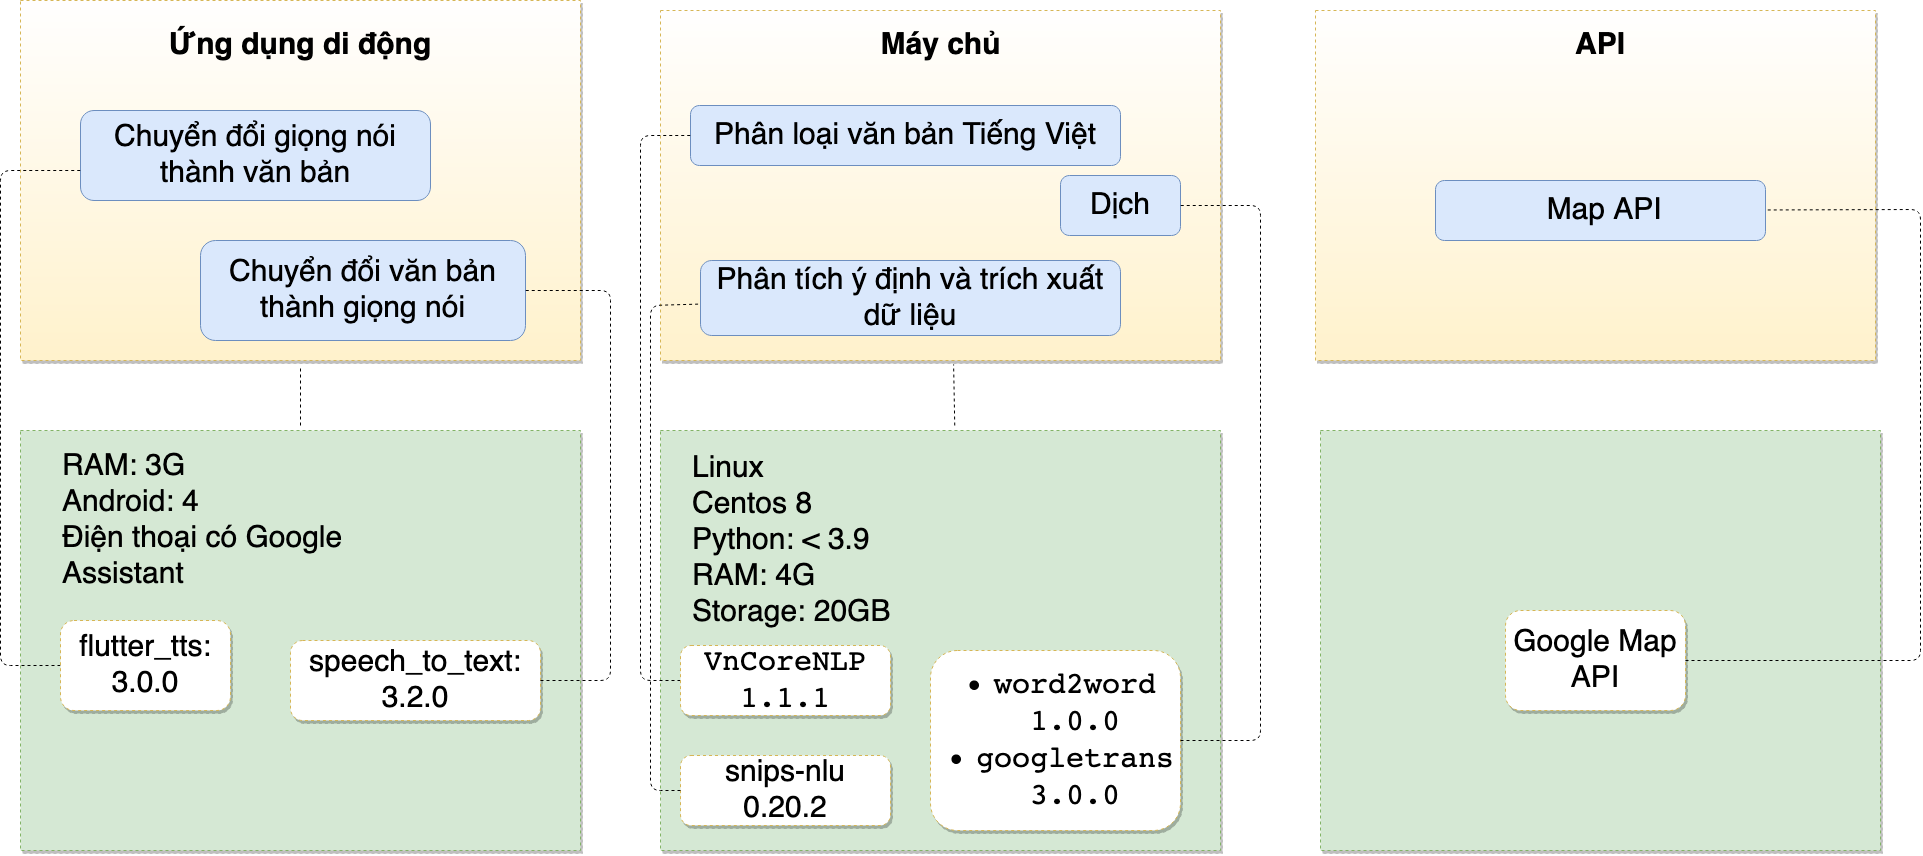 Ứng dụng di động
Chuyển đổi giọng nói
thành văn bản
Chuyển đổi văn bản
thành giọng nói
Máy chủ
Phân loại văn bản Tiếng Việt
Dịch
Phân tích ý định và trích xuất
dữ liệu
API
Map API
RAM: 3G
Android: 4
Điện thoại có Google
Assistant
flutter_tts:
3.0.0
speech_to_text:
3.2.0
Linux
Centos 8
Python: < 3.9
RAM: 4G
Storage: 20GB
VnCoreNLP
1.1.1
snips-nlu
0.20.2
• word2word
1.0.0
• googletrans
3.0.0
Google Map
API